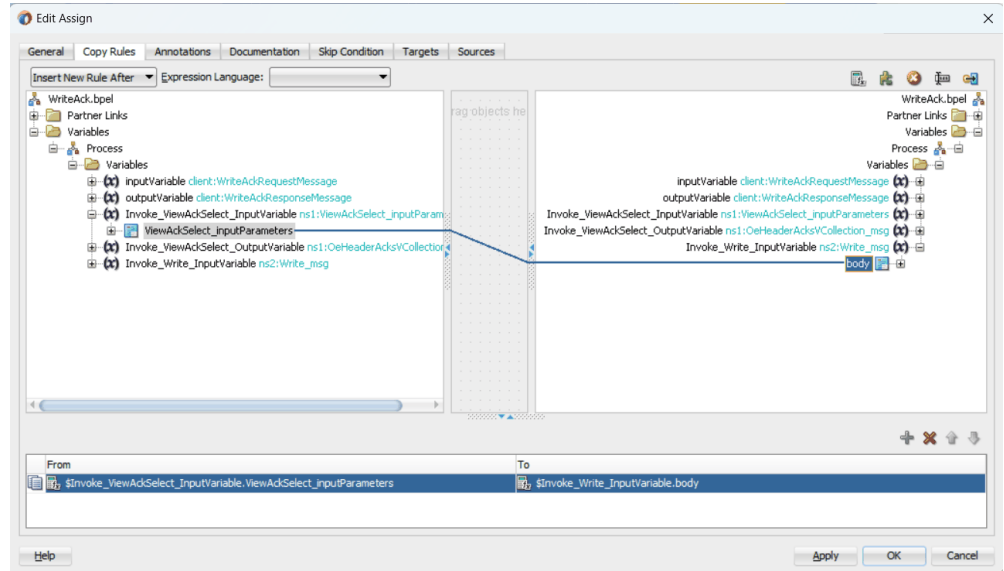 Edit Assign
General Copy Rules Annotations Documentation Skip Condition Targets Sources
Insert New Rule After Expression Language:
WriteAck.bpel
Partner Links
Variables
Process
Variables
inputVariable client:WriteAckRequestMessage
outputVariable client:WriteAckResponseMessage
Invoke_ViewAckSelect_InputVariable ns1:ViewAckSelect_inputParam
ViewAckSelect_inputParameters
Invoke_ViewAckSelect_OutputVariable ns1:OeHeaderAcksVCollection
Invoke_Write_InputVariable ns2:Write_msg
rag objects he
WriteAck.bpel
Partner Links
Variables
Process
Variables
inputVariable client:WriteAckRequestMessage
outputVariable client:WriteAckResponseMessage
Invoke_ViewAckSelect_InputVariable ns1:ViewAckSelect_inputParameters
Invoke_ViewAckSelect_OutputVariable ns1:OeHeaderAcksVCollection_msg
Invoke_Write_InputVariable ns2:Write_msg
body
From To
$Invoke_ViewAckSelect_InputVariable.ViewAckSelect_inputParameters $Invoke_Write_InputVariable.body
Help Apply OK Cancel